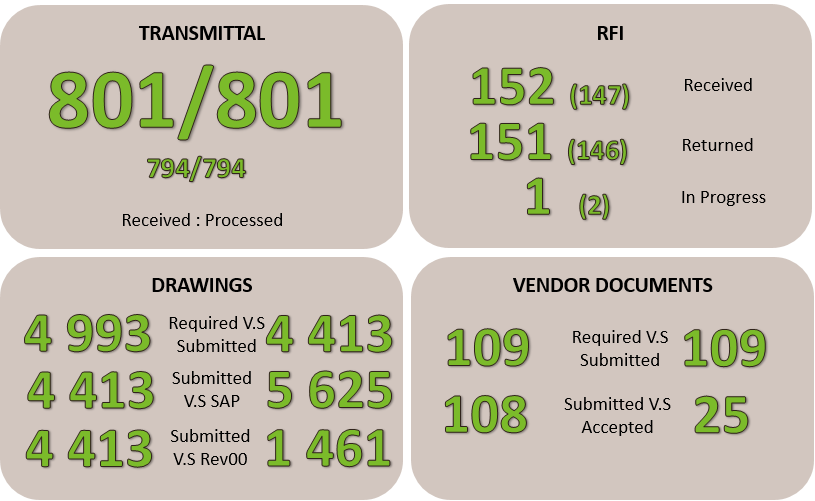 TRANSMITTAL
801/801
794/794
Received : Processed
RFI
152 (147) Received
151 (146) Returned
1 (2) In Progress
DRAWINGS
4 993 Required V.S Submitted 4 413
4 413 Submitted V.S SAP 5 625
4 413 Submitted V.S Rev00 1 461
VENDOR DOCUMENTS
109 Required V.S Submitted 109
108 Submitted V.S Accepted 25